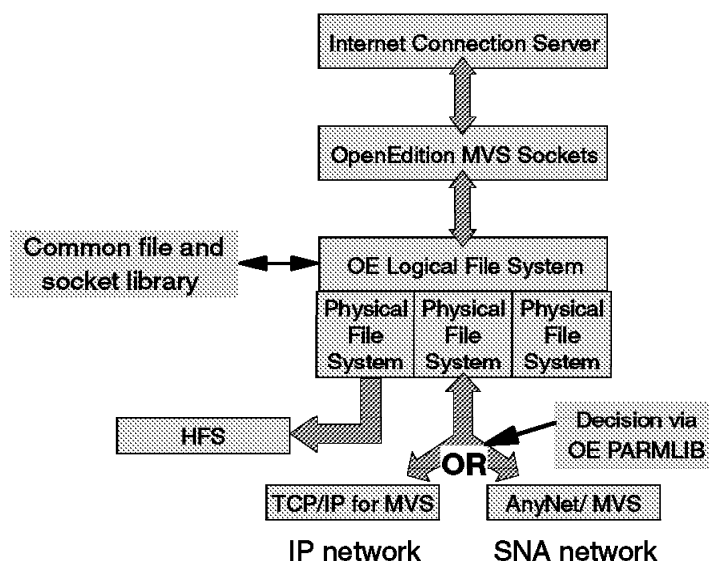 Internet Connection Server
OpenEdition MVS Sockets
Common file and
socket library
OE Logical File System
Physical
File
System
Physical
File
System
Physical
File
System
HFS
Decision via
OE PARMLIB
OR
TCP/IP for MVS
AnyNet/ MVS
IP network
SNA network